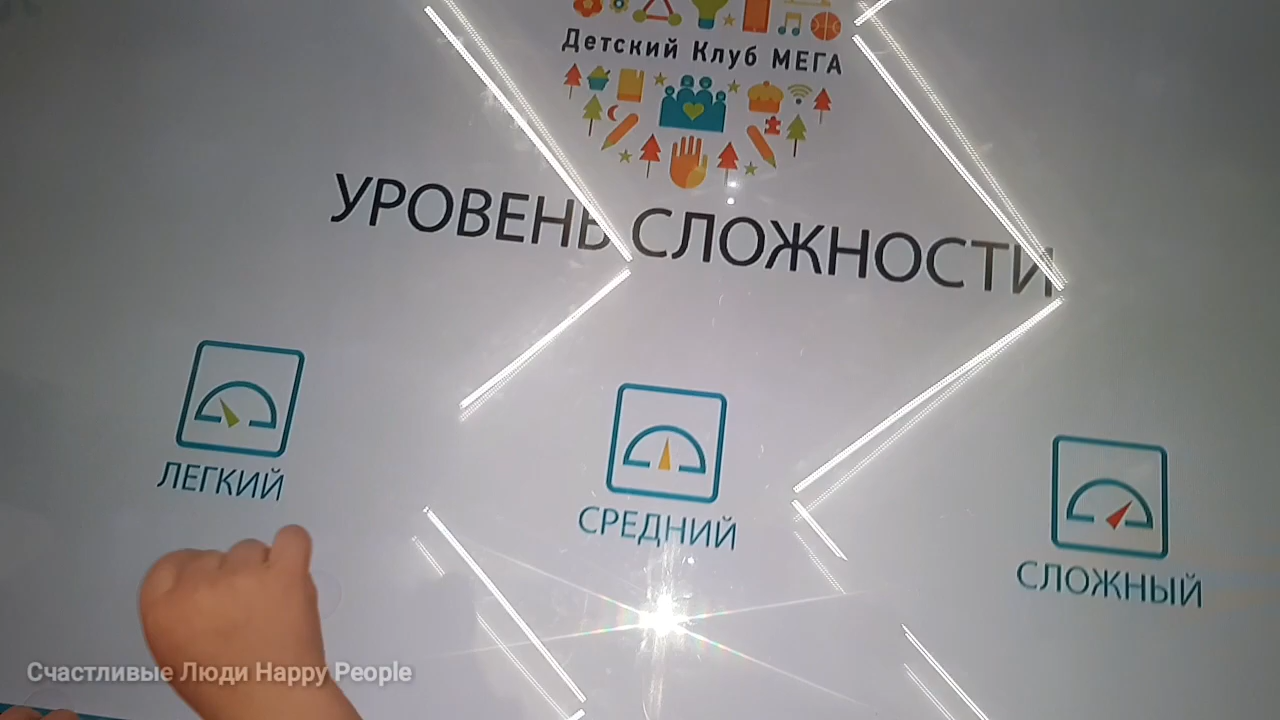 Детский Клуб МЕГА
УРОВЕНЬ СЛОЖНОСТИ
ЛЕГКИЙ
СРЕДНИЙ
СЛОЖНЫЙ
Счастливые Люди Happy People